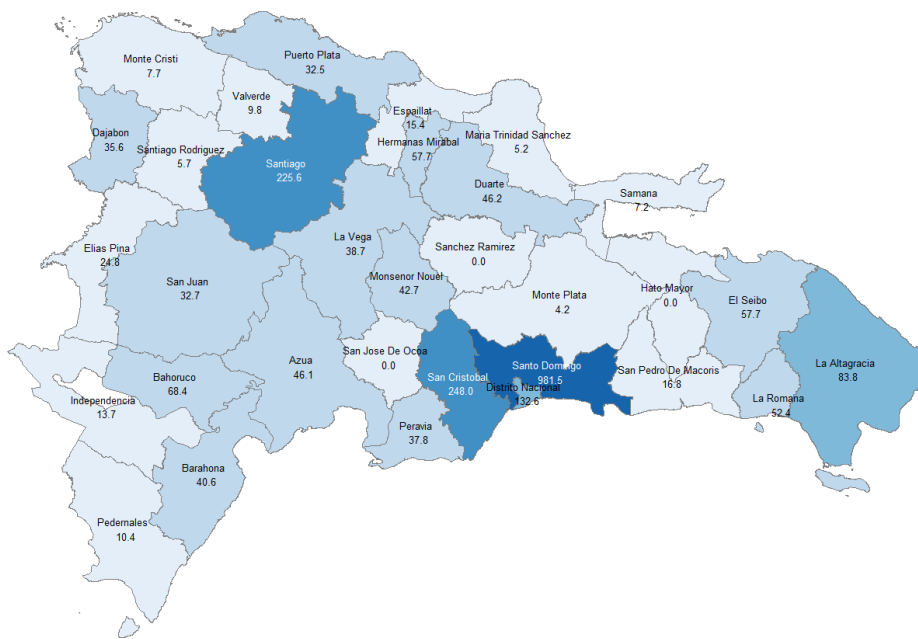 Puerto Plata
32.5
Monte Cristi
7.7
Valverde
9.8
Espaillat
15.4
Dajabon
35.6
Maria Trinidad Sanchez
5.2
Hermanas Mirabal
57.7
Santiago Rodriguez
5.7
Santiago
225.6
Duarte
46.2
Samana
7.2
La Vega
38.7
Elias Pina
24.8
Sanchez Ramirez
0.0
Monsenor Nouel
42.7
San Juan
32.7
Hato Mayor
0.0
Monte Plata
4.2
El Seibo
57.7
San Jose De Ocoa
0.0
Azua
46.1
Santo Domingo
981.5
La Altagracia
83.8
San Pedro De Macoris
16.8
Bahoruco
68.4
San Cristobal
248.0
Distrito Nacional
132.6
Independencia
13.7
La Romana
52.4
Peravia
37.8
Barahona
40.6
Pedernales
10.4